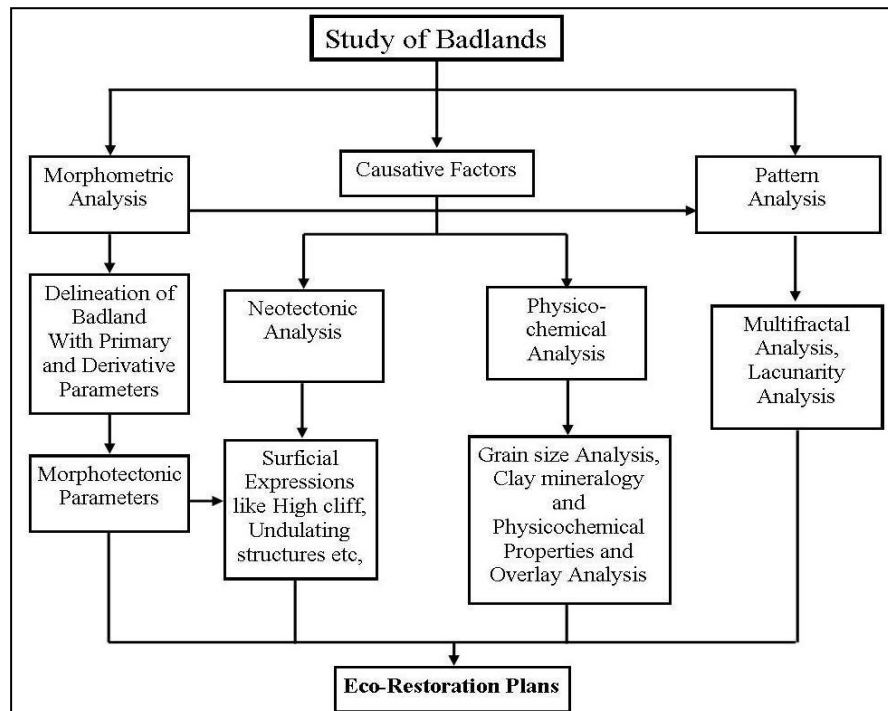 Study of Badlands
Morphometric
Analysis
Causative Factors
Pattern
Analysis
Delineation of
Badland
With Primary
and Derivative
Parameters
Neotectonic
Analysis
Physico-
chemical
Analysis
Multifractal
Analysis,
Lacunarity
Analysis
Morphotectonic
Parameters
Surficial
Expressions
like High cliff,
Undulating
structures etc,
Grain size Analysis,
Clay mineralogy
and
Physicochemical
Properties and
Overlay Analysis
Eco-Restoration Plans